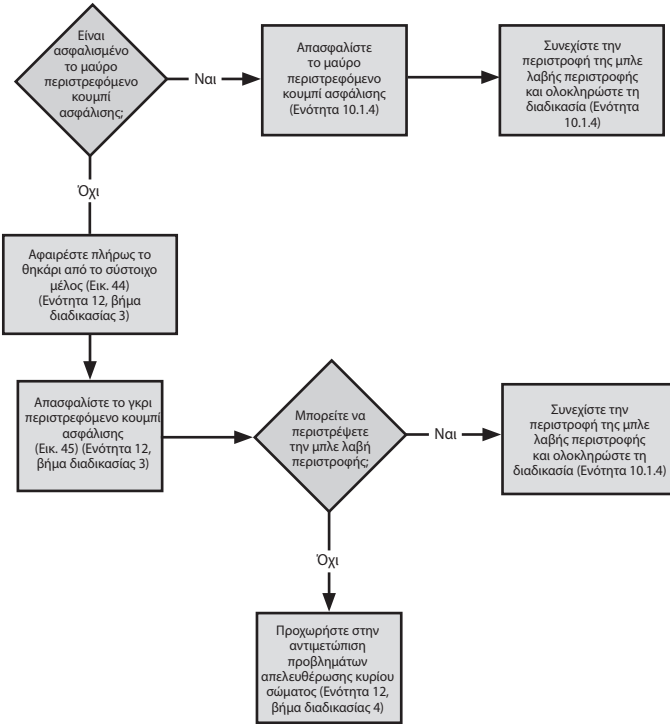 Είναι
ασφαλισμένο
το μαύρο
περιστρεφόμενο
κουμπί
ασφάλισης;
Ναι
Απασφαλίστε
το μαύρο
περιστρεφόμενο
κουμπί ασφάλισης
(Ενότητα 10.1.4)
Συνεχίστε την
περιστροφή της μπλε
λαβής περιστροφής
και ολοκληρώστε τη
διαδικασία (Ενότητα
10.1.4)
Όχι
Αφαιρέστε πλήρως το
θηκάρι από το σύστοιχο
μέλος (Εικ. 44)
(Ενότητα 12, βήμα
διαδικασίας 3)
Απασφαλίστε το γκρι
περιστρεφόμενο κουμπί
ασφάλισης
(Εικ. 45) (Ενότητα 12,
βήμα διαδικασίας 3)
Μπορείτε να
περιστρέψετε
την μπλε λαβή
περιστροφής;
Ναι
Συνεχίστε την
περιστροφή της μπλε
λαβής περιστροφής
και ολοκληρώστε τη
διαδικασία (Ενότητα 10.1.4)
Όχι
Προχωρήστε στην
αντιμετώπιση
προβλημάτων
απελευθέρωσης κυρίου
σώματος (Ενότητα 12,
βήμα διαδικασίας 4)